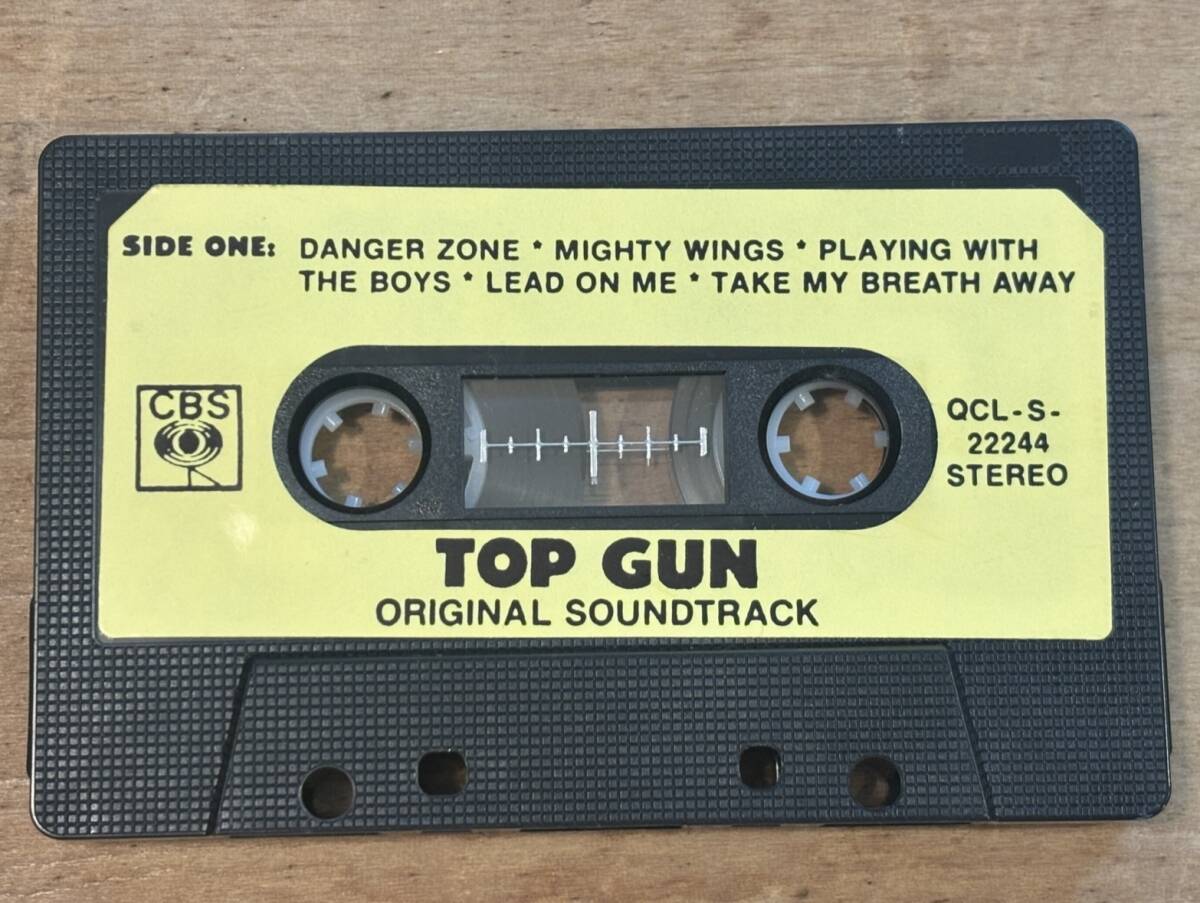 SIDE ONE: DANGER ZONE * MIGHTY WINGS * PLAYING WITH
THE BOYS * LEAD ON ME * TAKE MY BREATH AWAY
CBS
QCL-S-
22244
STEREO
TOP GUN
ORIGINAL SOUNDTRACK